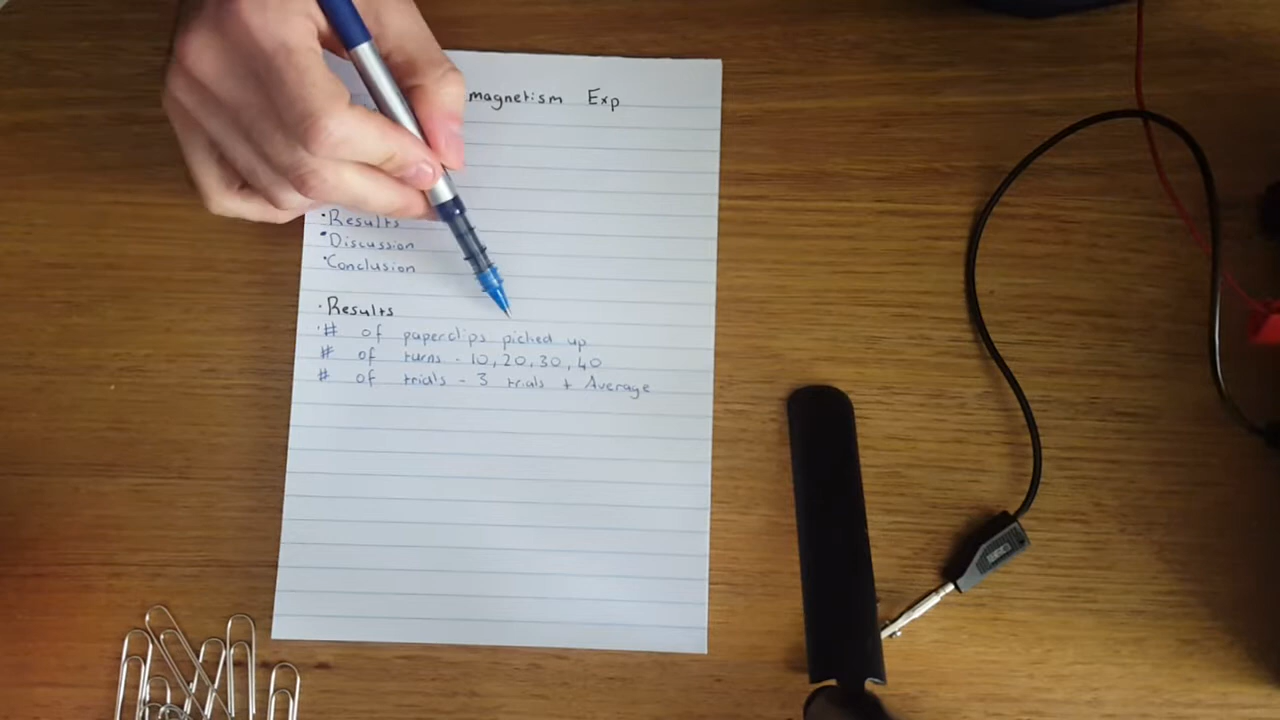 magnetism Exp
·Results
·Discussion
·Conclusion
·Results
·# of paperclips picked up
# of turns - 10, 20, 30, 40
# of trials - 3 trials + Average